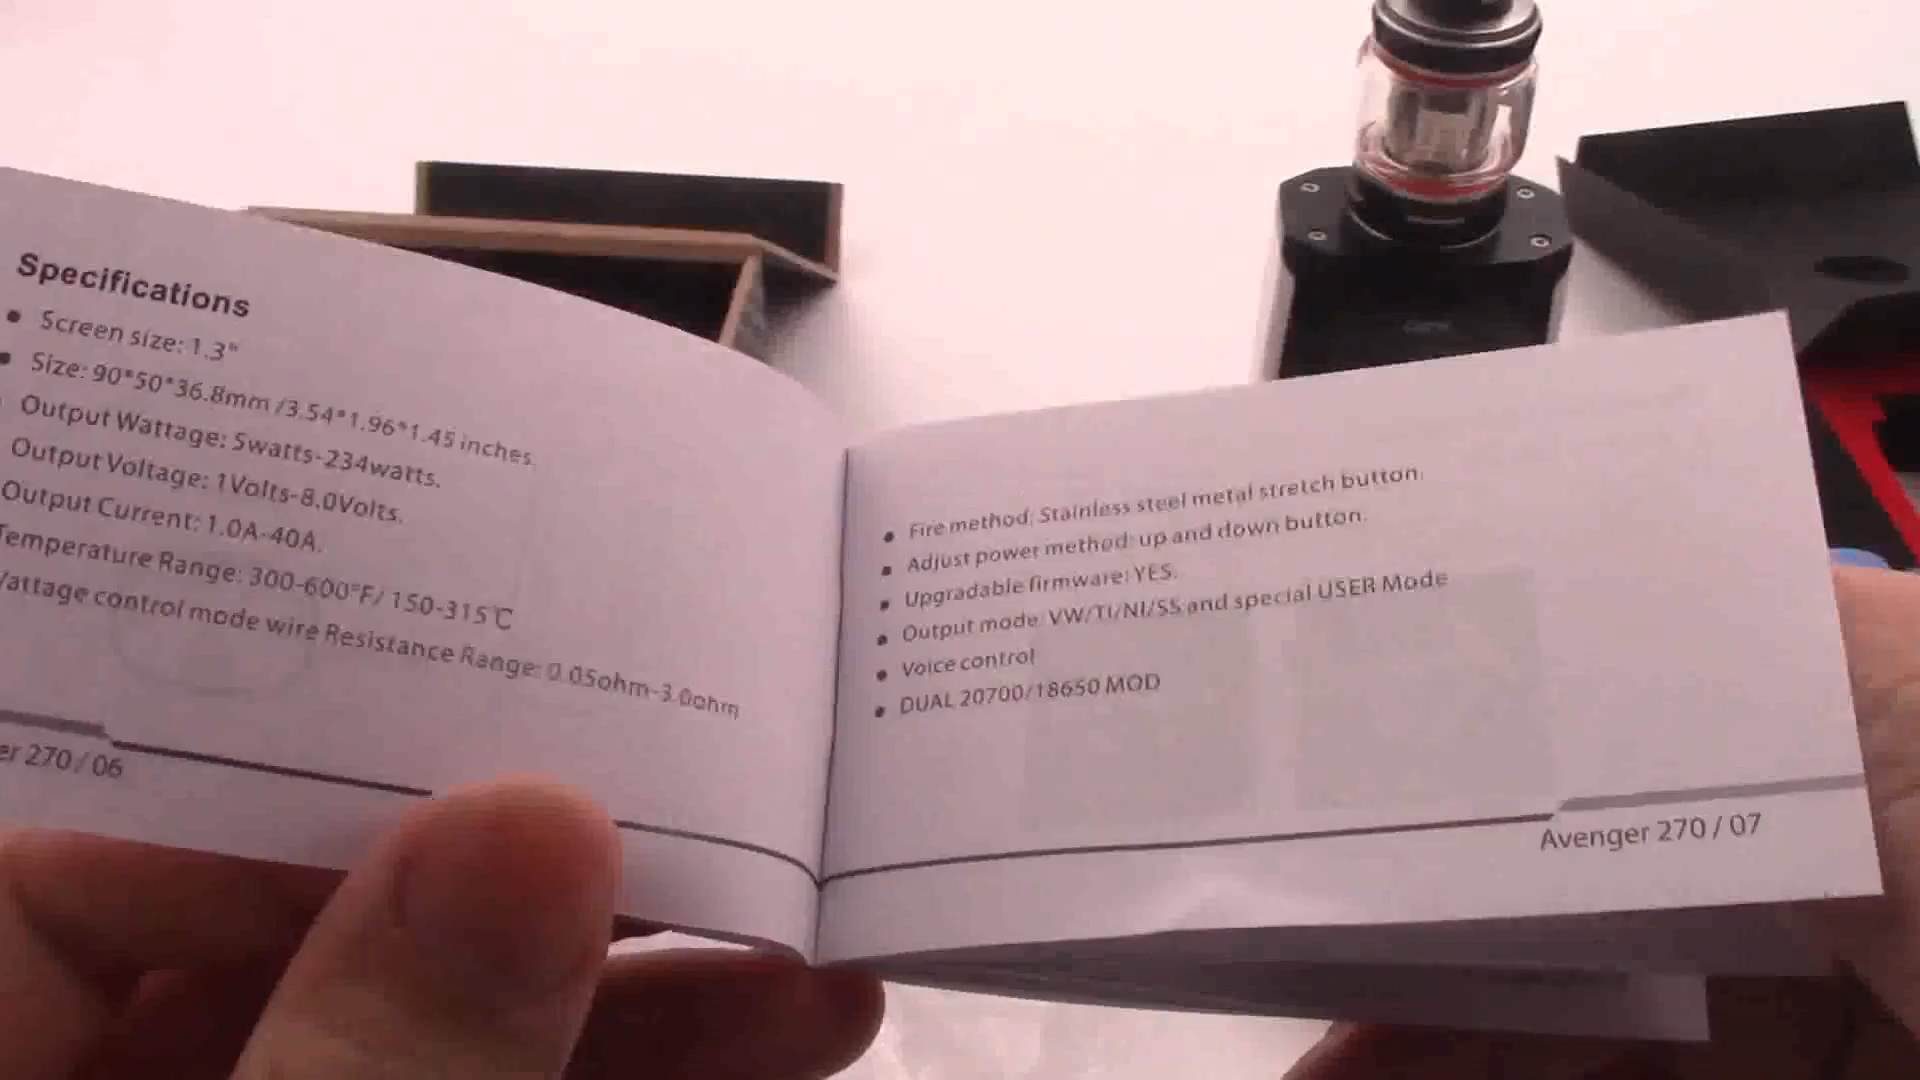 Specifications
Screen size: 1.3"
Size: 90*50*36.8mm /3.54*1.96*1.45 inches.
Output Wattage: 5watts-234watts.
Output Voltage: 1Volts-8.0Volts.
Output Current: 1.0A-40A.
Temperature Range: 300-600°F/ 150-315℃
Wattage control mode wire Resistance Range: 0.05ohm-3.0ohm
270 / 06
Fire method: Stainless steel metal stretch button.
Adjust power method: up and down button.
Upgradable firmware: YES.
Output mode: VW/TI/NI/SS and special USER Mode
Voice control
DUAL 20700/18650 MOD
Avenger 270 / 07